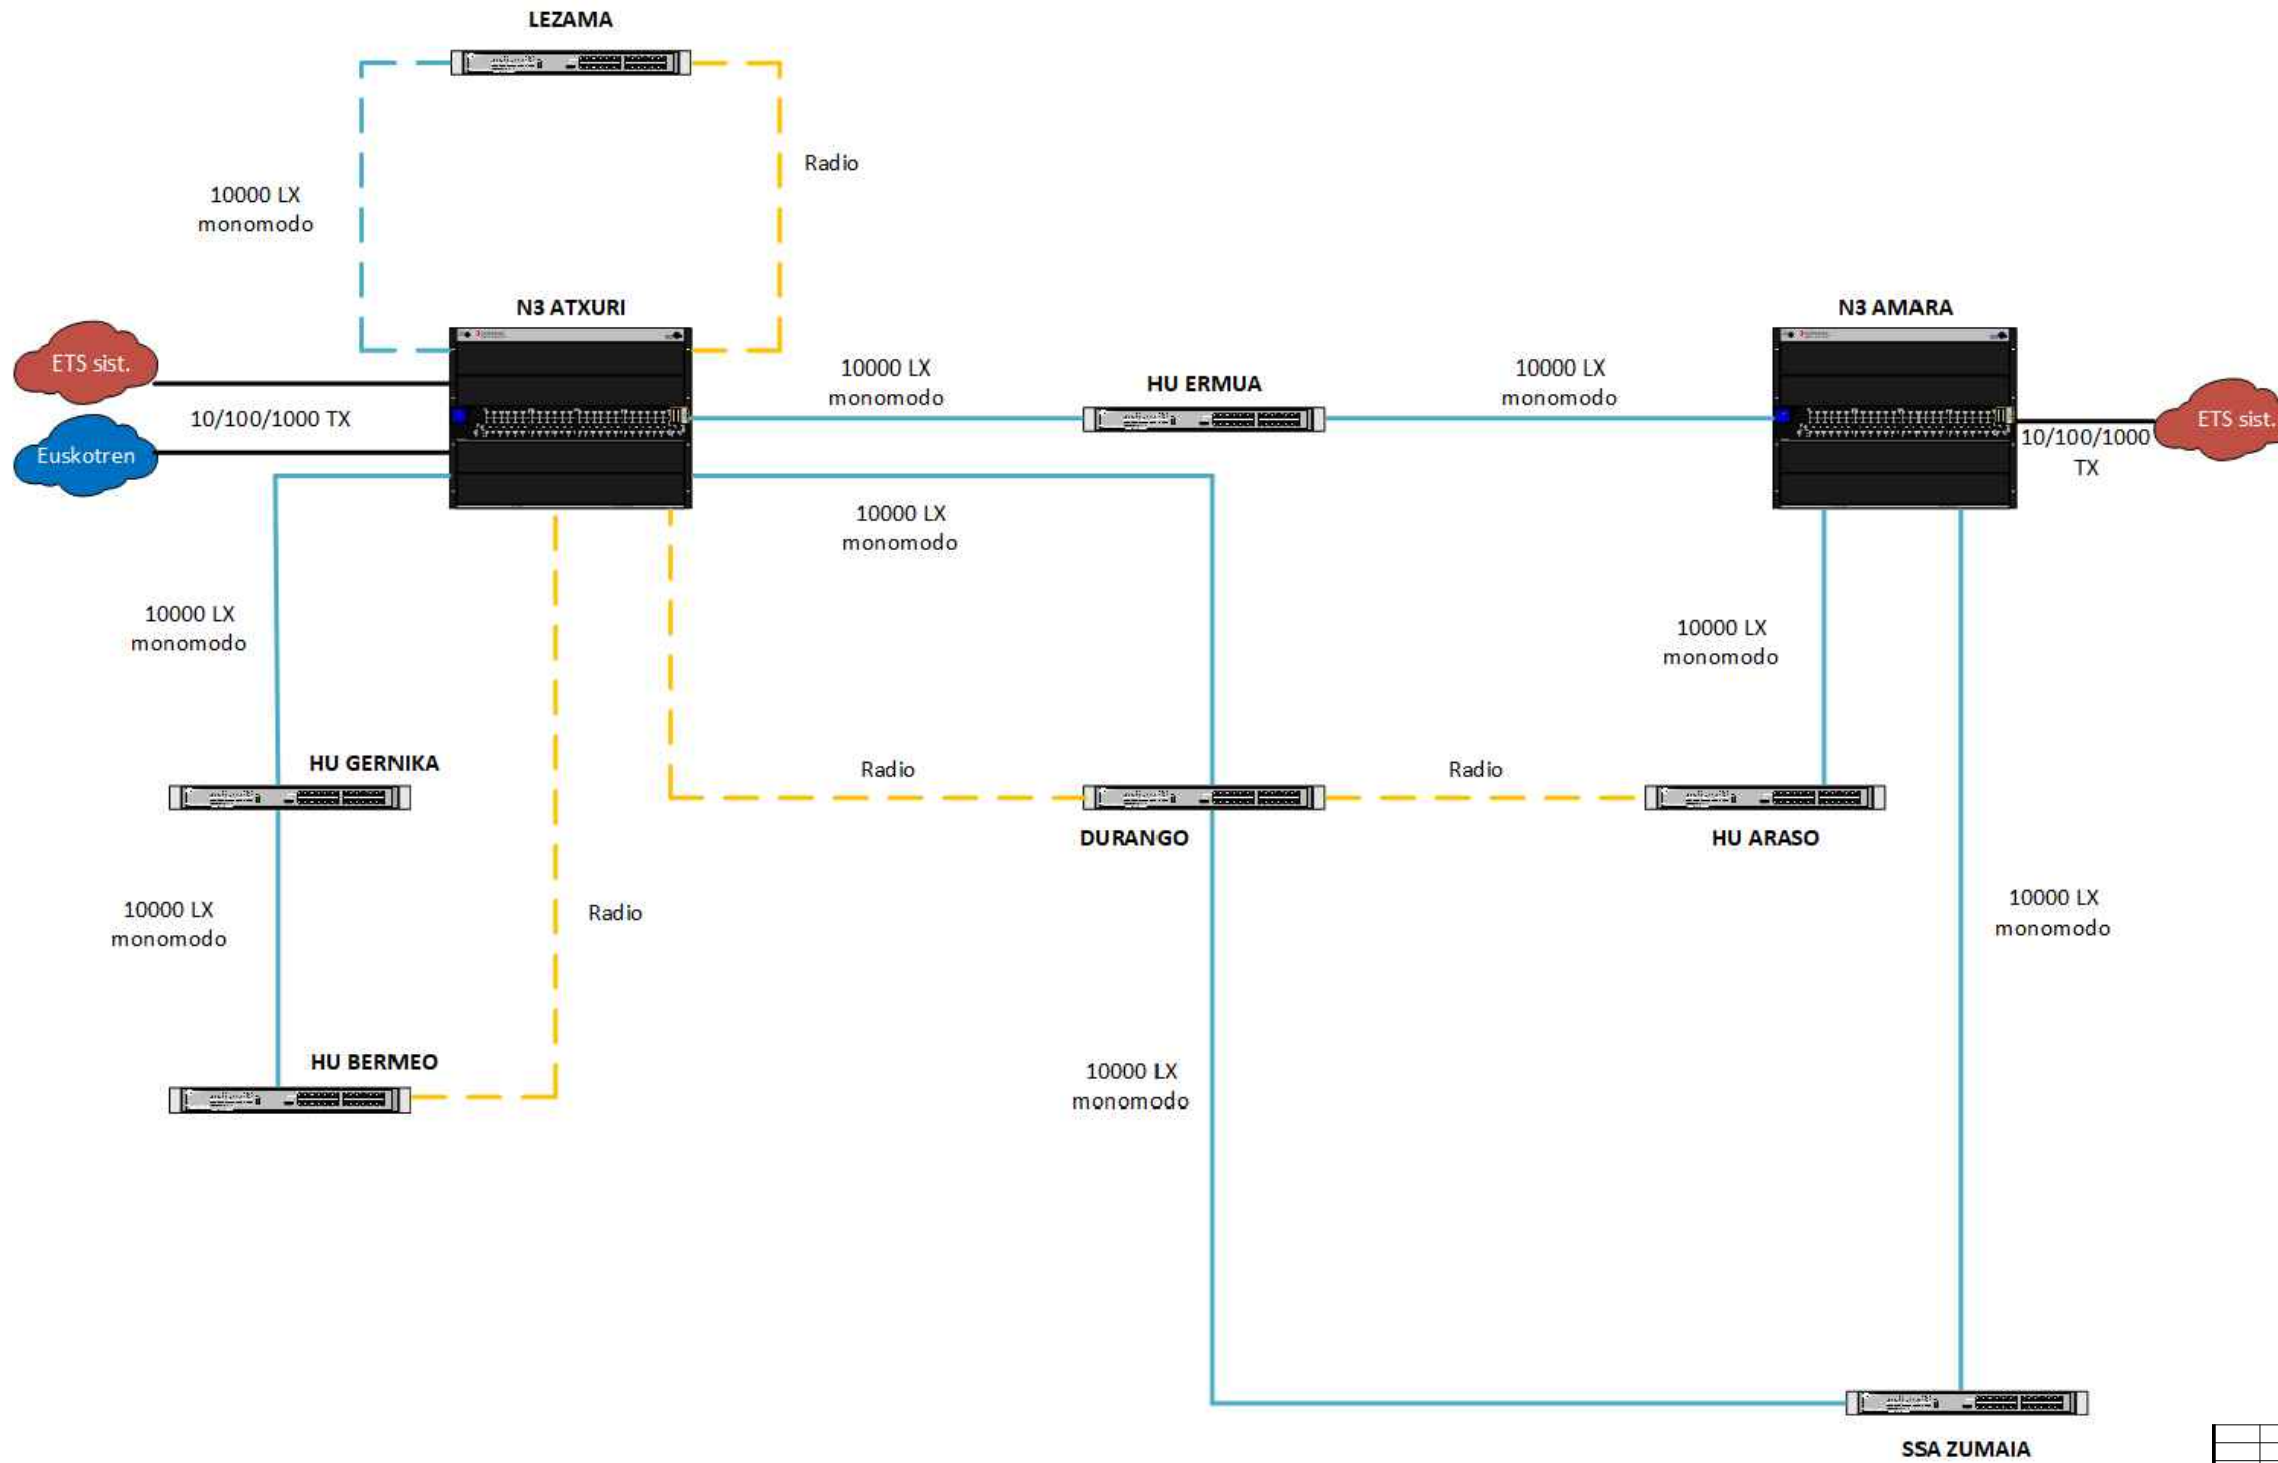 LEZAMA
Radio
10000 LX
monomodo
N3 ATXURI
N3 AMARA
ETS sist.
10000 LX
monomodo
HU ERMUA
10000 LX
monomodo
10/100/1000 TX
ETS sist.
10/100/1000
TX
Euskotren
10000 LX
monomodo
10000 LX
monomodo
10000 LX
monomodo
HU GERNIKA
Radio
Radio
DURANGO
HU ARASO
10000 LX
monomodo
Radio
10000 LX
monomodo
HU BERMEO
10000 LX
monomodo
SSA ZUMAIA